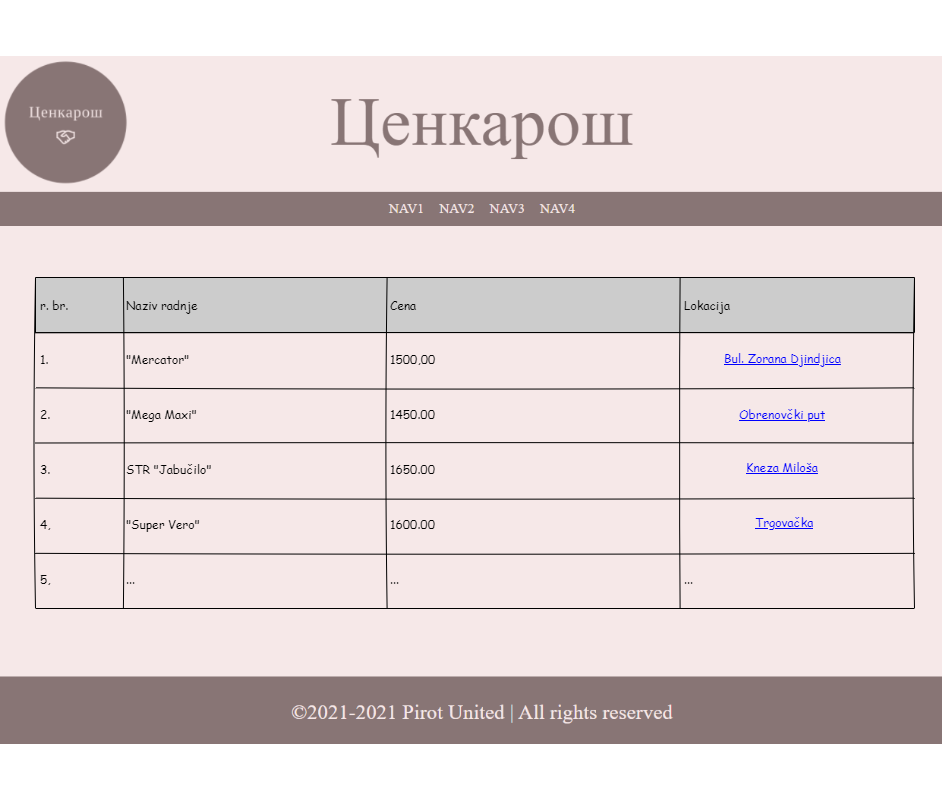 Ценкарош
Ценкарош
NAV1 NAV2 NAV3 NAV4
r. br. Naziv radnje Cena Lokacija
1. "Mercator" 1500,00 Bul. Zorana Djindjica
2. "Mega Maxi" 1450.00 Obrenovčki put
3. STR "Jabučilo" 1650.00 Kneza Miloša
4, "Super Vero" 1600.00 Trgovačka
5, ... ... ...
©2021-2021 Pirot United | All rights reserved